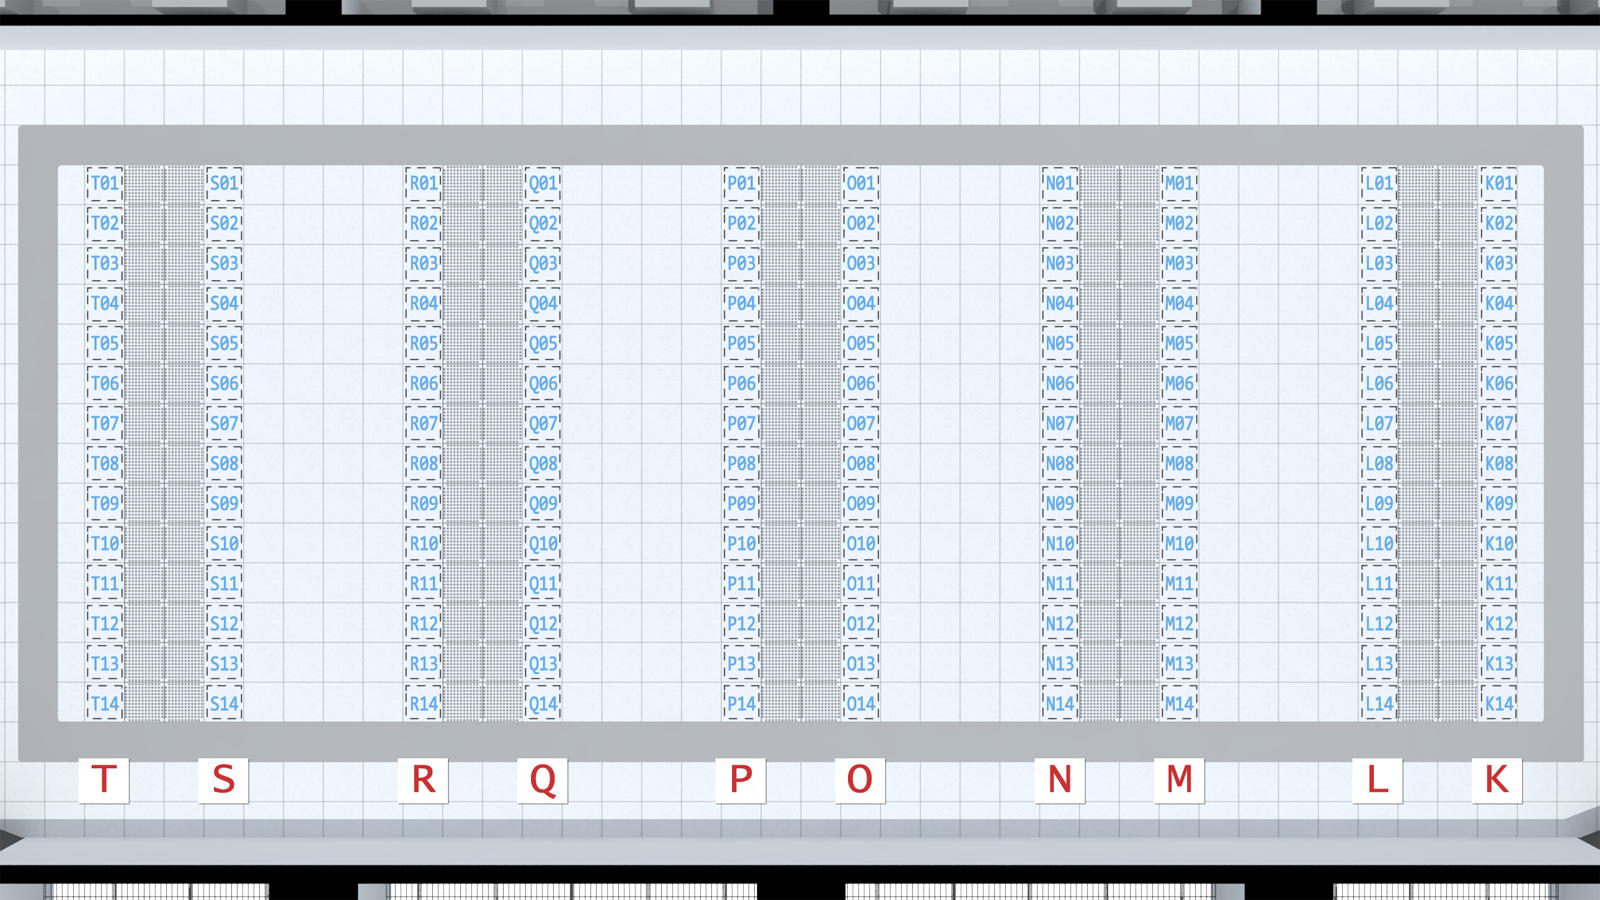 T01 S01 R01 Q01 P01 O01 N01 M01 L01 K01
T02 S02 R02 Q02 P02 O02 N02 M02 L02 K02
T03 S03 R03 Q03 P03 O03 N03 M03 L03 K03
T04 S04 R04 Q04 P04 O04 N04 M04 L04 K04
T05 S05 R05 Q05 P05 O05 N05 M05 L05 K05
T06 S06 R06 Q06 P06 O06 N06 M06 L06 K06
T07 S07 R07 Q07 P07 O07 N07 M07 L07 K07
T08 S08 R08 Q08 P08 O08 N08 M08 L08 K08
T09 S09 R09 Q09 P09 O09 N09 M09 L09 K09
T10 S10 R10 Q10 P10 O10 N10 M10 L10 K10
T11 S11 R11 Q11 P11 O11 N11 M11 L11 K11
T12 S12 R12 Q12 P12 O12 N12 M12 L12 K12
T13 S13 R13 Q13 P13 O13 N13 M13 L13 K13
T14 S14 R14 Q14 P14 O14 N14 M14 L14 K14
T S R Q P O N M L K